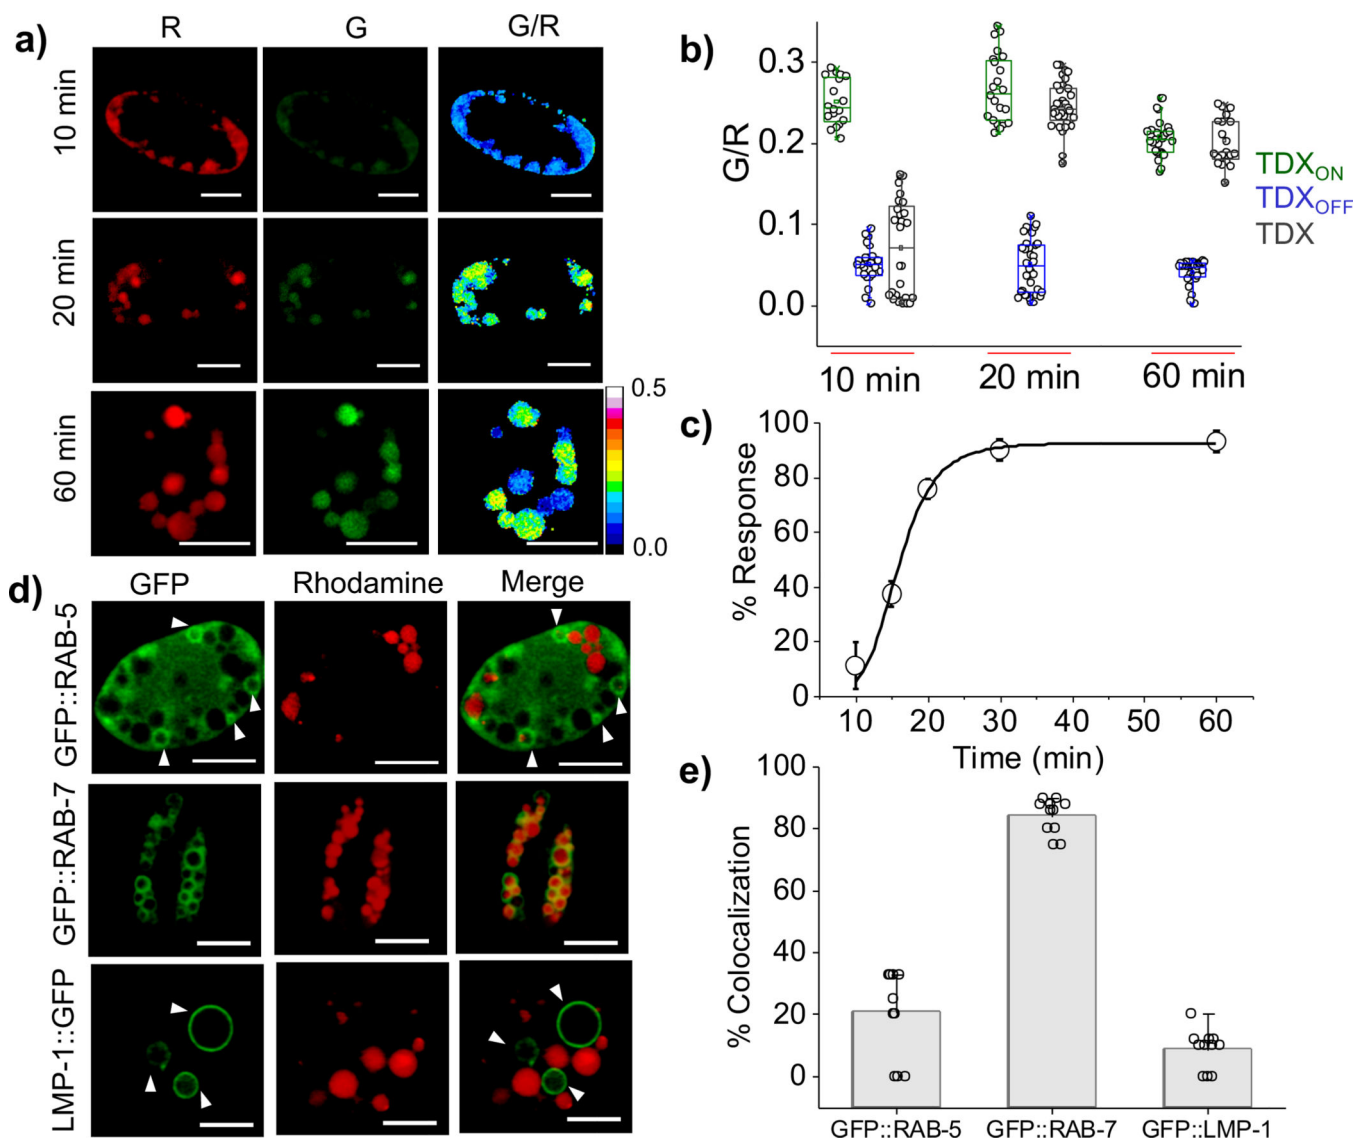 a)
R G G/R
10 min
20 min
60 min
0.5
0.0
b)
G/R
0.3
0.2
0.1
0.0
10 min 20 min 60 min
TDXON
TDXOFF
TDX
c)
% Response
100
80
60
40
20
0
10 20 30 40 50 60
Time (min)
d)
GFP Rhodamine Merge
GFP::RAB-5
GFP::RAB-7
LMP-1::GFP
e)
% Colocalization
100
80
60
40
20
0
GFP::RAB-5 GFP::RAB-7 GFP::LMP-1